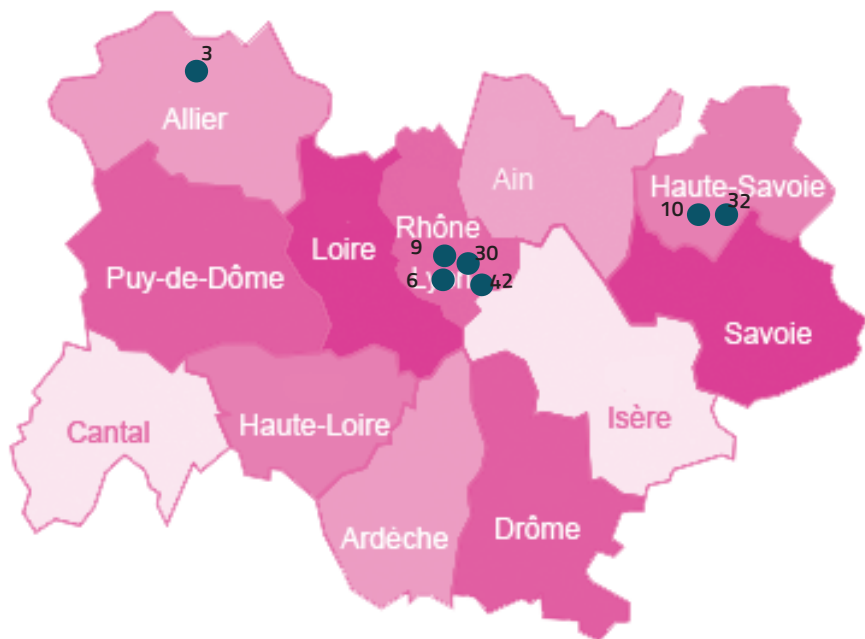 3
Allier
Ain
Haute-Savoie
10
32
Rhône
Loire
9
30
Puy-de-Dôme
6
Lyon
42
Savoie
Cantal
Haute-Loire
Isère
Ardèche
Drôme